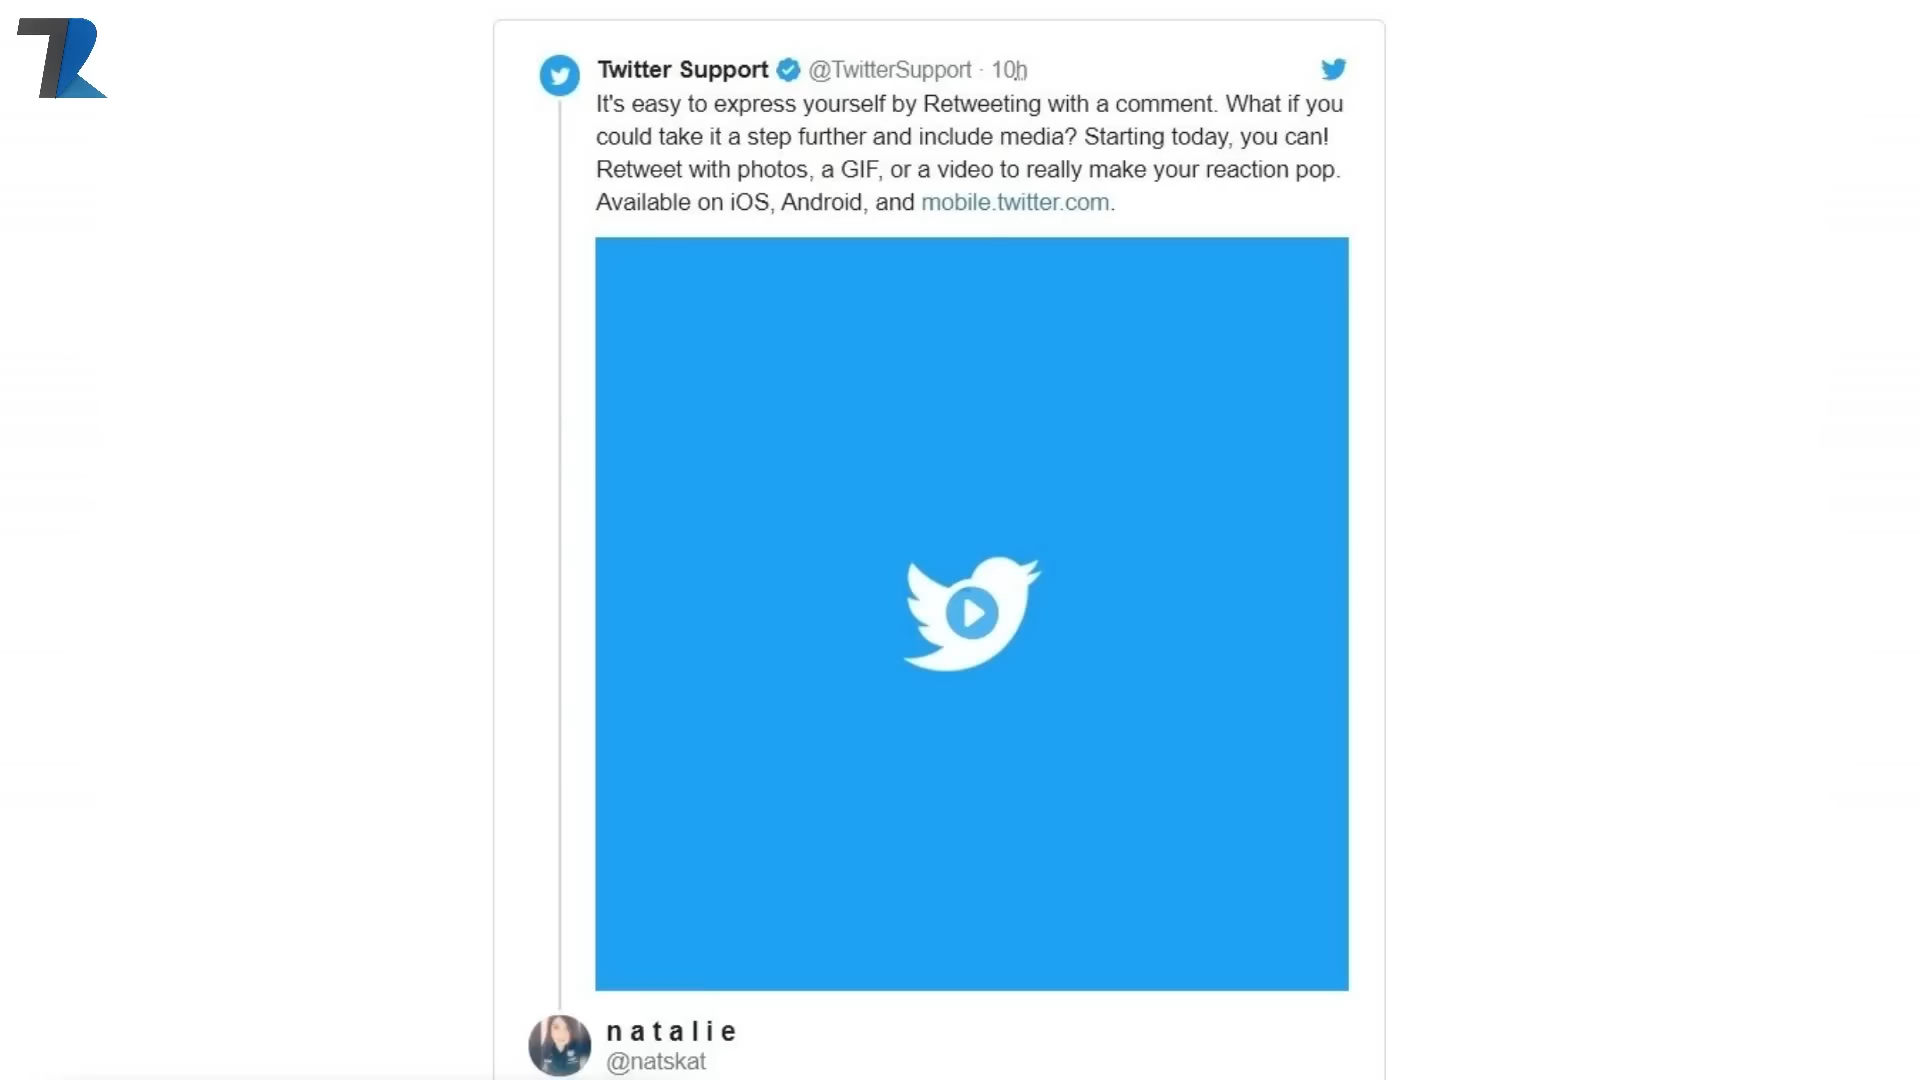 TR
Twitter Support @TwitterSupport · 10h
It's easy to express yourself by Retweeting with a comment. What if you
could take it a step further and include media? Starting today, you can!
Retweet with photos, a GIF, or a video to really make your reaction pop.
Available on iOS, Android, and mobile.twitter.com.
n a t a l i e
@natskat